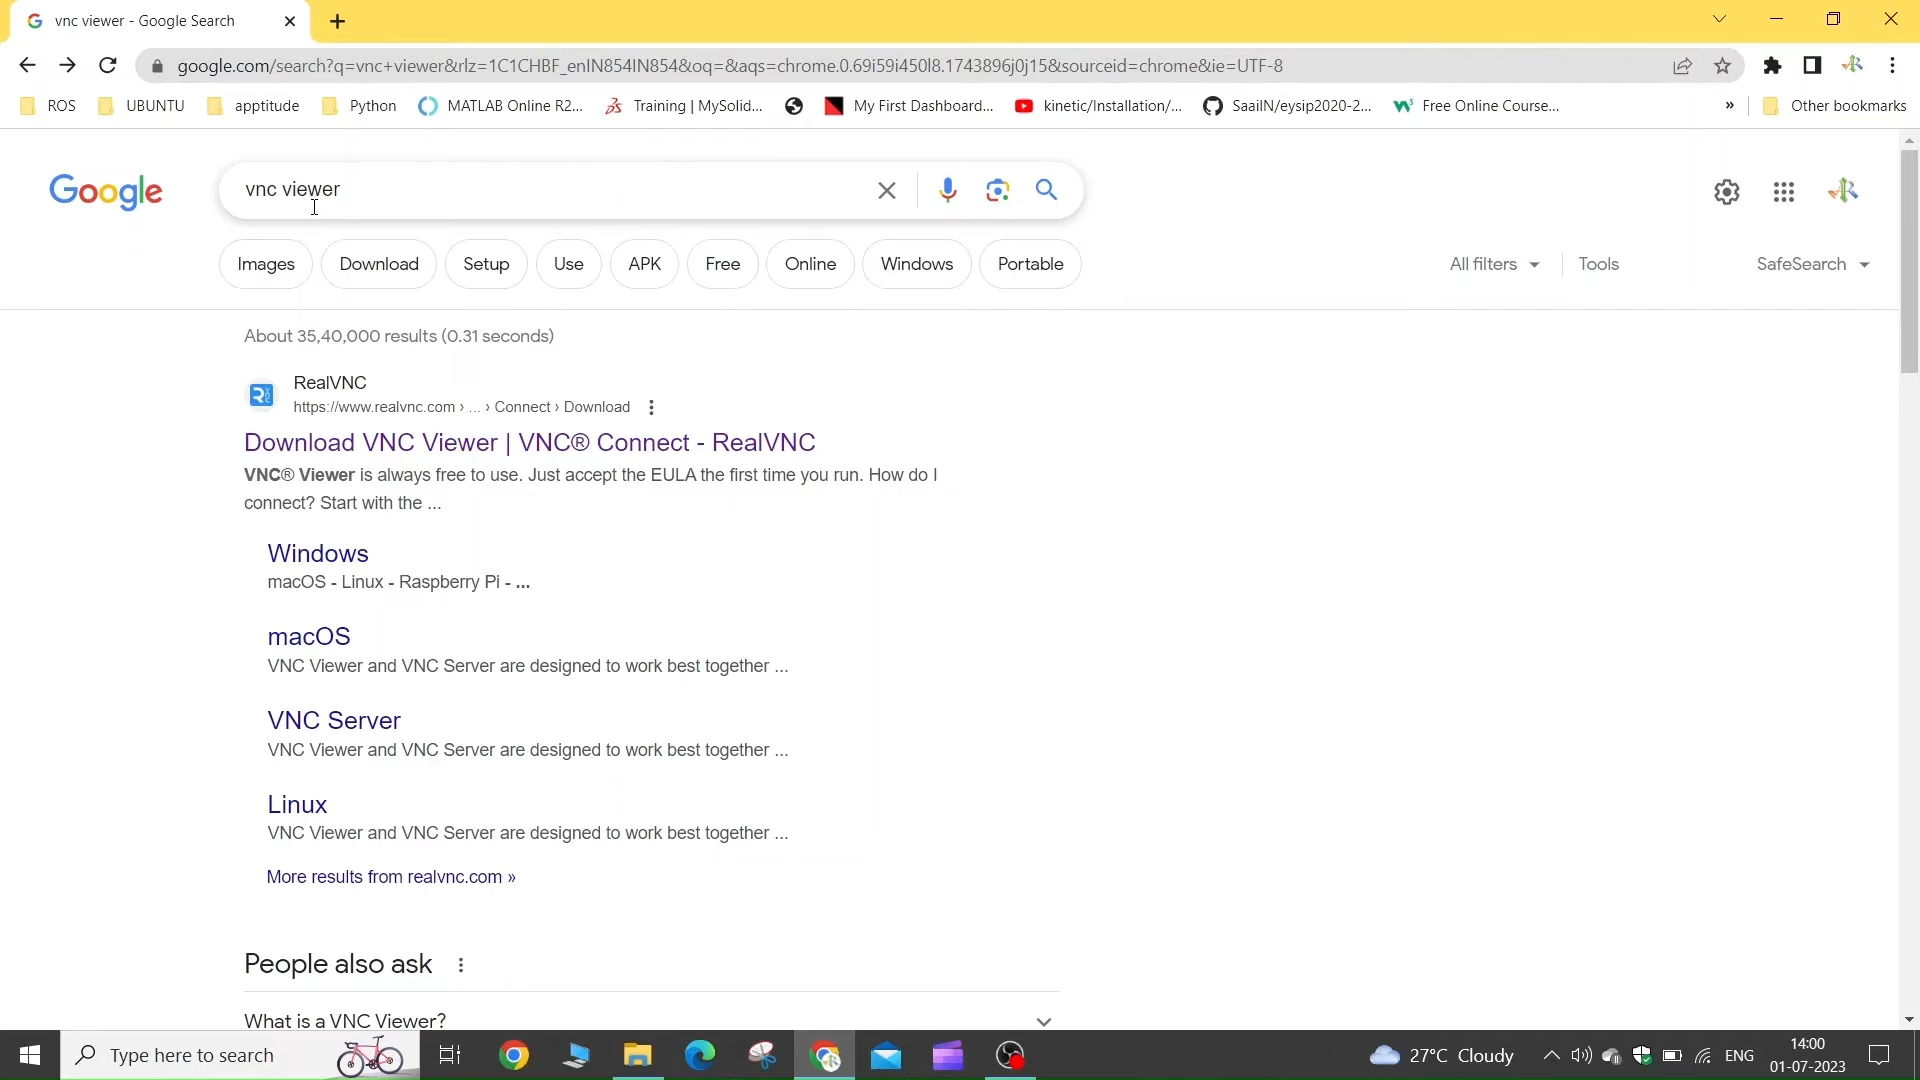 vnc viewer - Google Search
google.com/search?q=vnc+viewer&rlz=1C1CHBF_enIN854IN854&oq=&aqs=chrome.0.69i59i450l8.1743896j0j15&sourceid=chrome&ie=UTF-8
ROS UBUNTU apptitude Python MATLAB Online R2... Training | MySolid... My First Dashboard... kinetic/Installation/... SaailN/eysip2020-2... Free Online Course... » Other bookmarks
Google vnc viewer
Images Download Setup Use APK Free Online Windows Portable All filters Tools SafeSearch
About 35,40,000 results (0.31 seconds)
RealVNC
https://www.realvnc.com › ... › Connect › Download
Download VNC Viewer | VNC® Connect - RealVNC
VNC® Viewer is always free to use. Just accept the EULA the first time you run. How do I
connect? Start with the ...
Windows
macOS - Linux - Raspberry Pi - ...
macOS
VNC Viewer and VNC Server are designed to work best together ...
VNC Server
VNC Viewer and VNC Server are designed to work best together ...
Linux
VNC Viewer and VNC Server are designed to work best together ...
More results from realvnc.com »
People also ask
What is a VNC Viewer?
Type here to search 27°C Cloudy ENG 14:00
01-07-2023